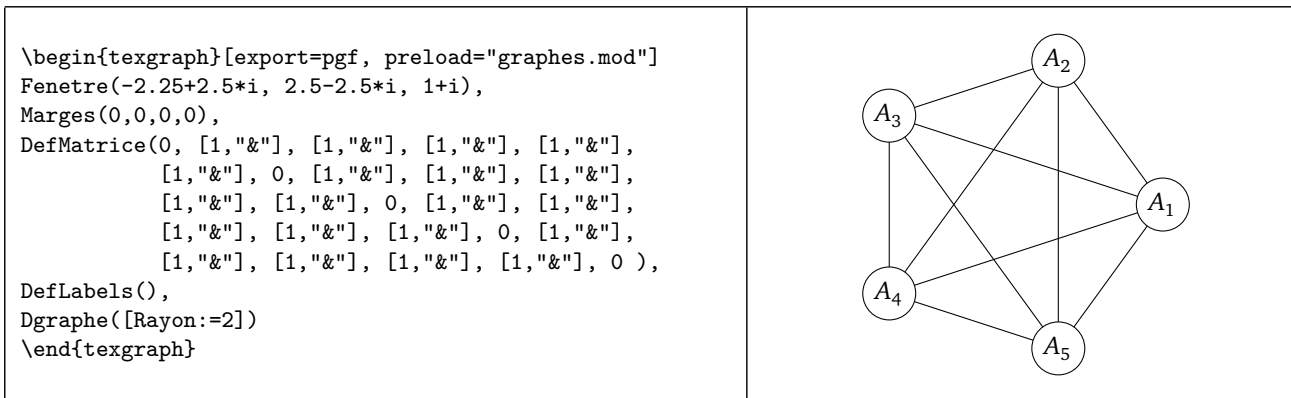 \begin{texgraph}[export=pgf, preload="graphes.mod"]
Fenetre(-2.25+2.5*i, 2.5-2.5*i, 1+i),
Marges(0,0,0,0),
DefMatrice(0, [1,"&"], [1,"&"], [1,"&"], [1,"&"],
[1,"&"], 0, [1,"&"], [1,"&"], [1,"&"],
[1,"&"], [1,"&"], 0, [1,"&"], [1,"&"],
[1,"&"], [1,"&"], [1,"&"], 0, [1,"&"],
[1,"&"], [1,"&"], [1,"&"], [1,"&"], 0 ),
DefLabels(),
Dgraphe([Rayon:=2])
\end{texgraph}
A₂
A₃
A₁
A₄
A₅